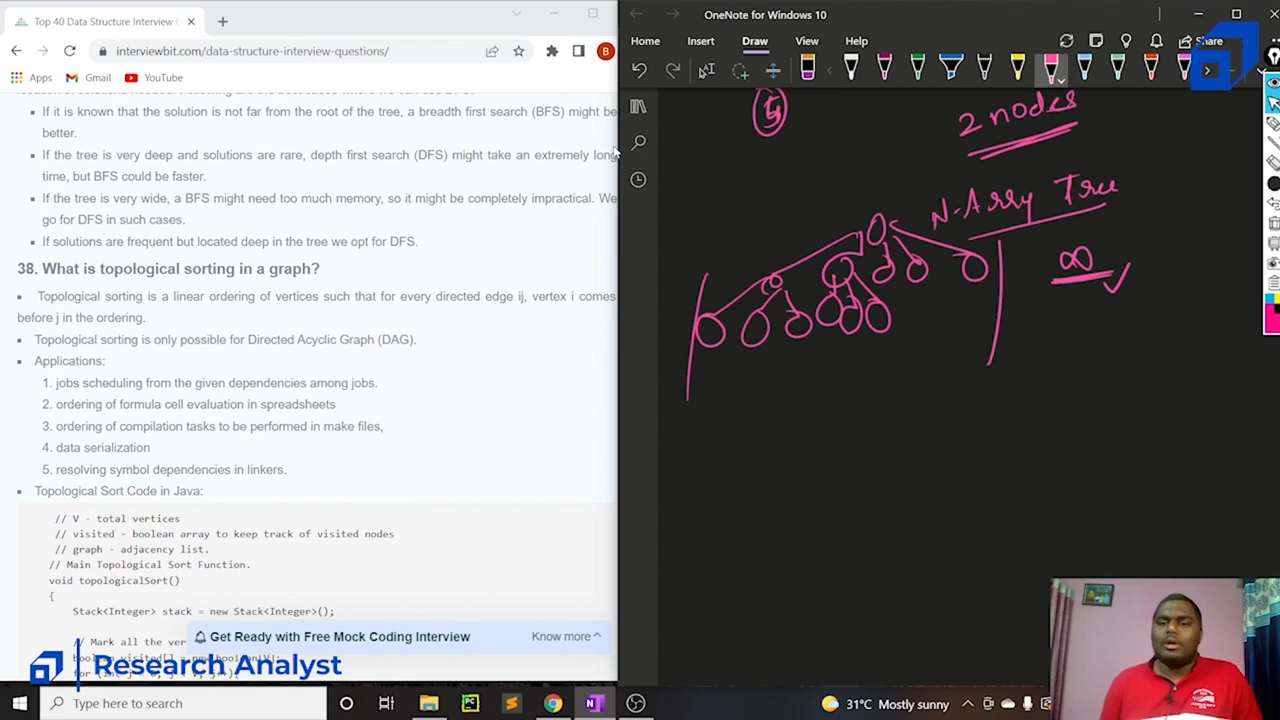 Top 40 Data Structure Interview
interviewbit.com/data-structure-interview-questions/
B
Apps
Gmail
YouTube
If it is known that the solution is not far from the root of the tree, a breadth first search (BFS) might be
better.
If the tree is very deep and solutions are rare, depth first search (DFS) might take an extremely long
time, but BFS could be faster.
If the tree is very wide, a BFS might need too much memory, so it might be completely impractical. We
go for DFS in such cases.
If solutions are frequent but located deep in the tree we opt for DFS.
38. What is topological sorting in a graph?
Topological sorting is a linear ordering of vertices such that for every directed edge ij, vertex i comes
before j in the ordering.
Topological sorting is only possible for Directed Acyclic Graph (DAG).
Applications:
1. jobs scheduling from the given dependencies among jobs.
2. ordering of formula cell evaluation in spreadsheets
3. ordering of compilation tasks to be performed in make files,
4. data serialization
5. resolving symbol dependencies in linkers.
Topological Sort Code in Java:
// V - total vertices
// visited - boolean array to keep track of visited nodes
// graph - adjacency list.
// Main Topological Sort Function.
void topologicalSort()
{
Stack<Integer> stack = new Stack<Integer>();
// Mark all the ver
Get Ready with Free Mock Coding Interview
Know more
Research Analyst
Type here to search
OneNote for Windows 10
Home
Insert
Draw
View
Help
Share
5
2 nodes
N-Arry Tree
∞
31°C Mostly sunny